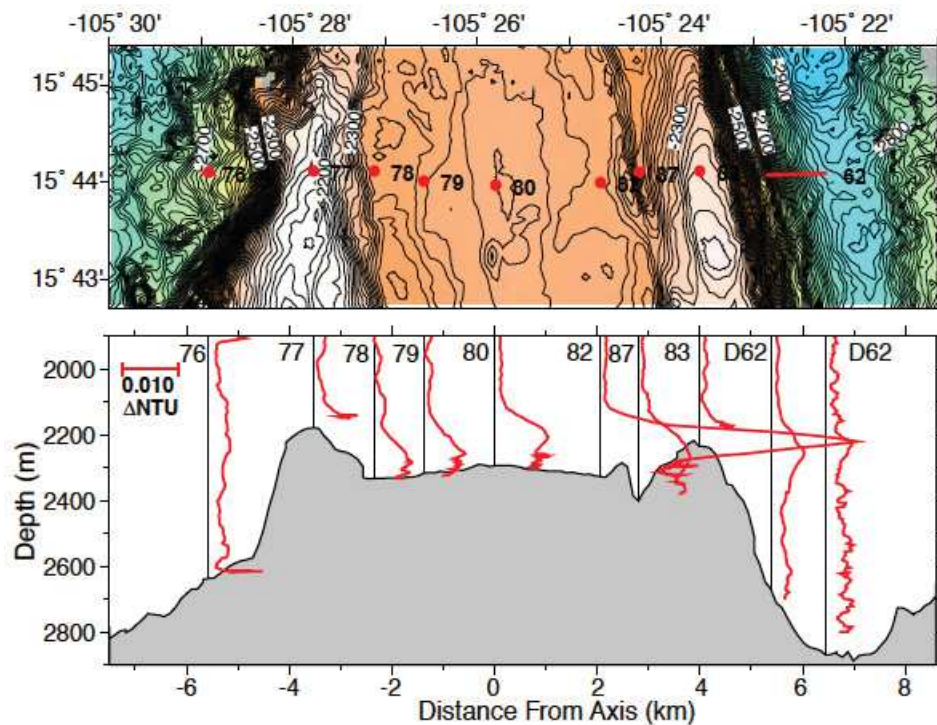 -105° 30' -105° 28' -105° 26' -105° 24' -105° 22'
15° 45'
15° 44'
15° 43'
-2700
-2500
-2300
-2300
-2500
-2700
-2900
76 77 78 79 80 82 87 83 62
76 77 78 79 80 82 87 83 D62 D62
0.010
ΔNTU
2000
2200
2400
2600
2800
Depth (m)
-6 -4 -2 0 2 4 6 8
Distance From Axis (km)